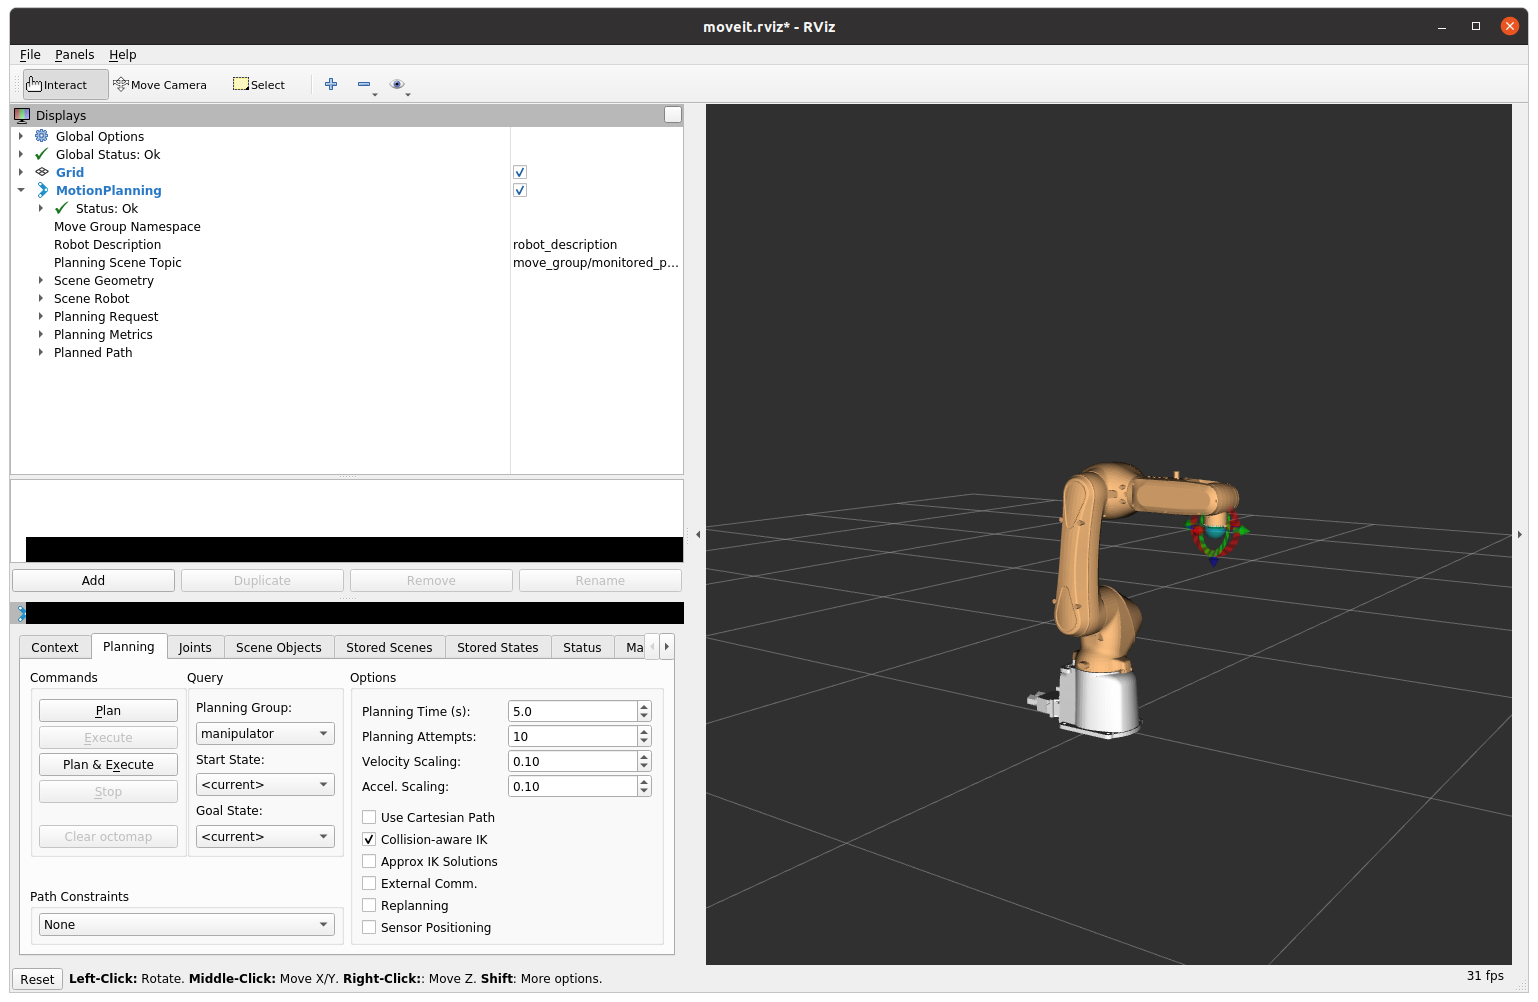 moveit.rviz* - RViz
File Panels Help
Interact Move Camera Select
Displays
Global Options
Global Status: Ok
Grid
MotionPlanning
Status: Ok
Move Group Namespace
Robot Description robot_description
Planning Scene Topic move_group/monitored_p...
Scene Geometry
Scene Robot
Planning Request
Planning Metrics
Planned Path
Add Duplicate Remove Rename
Context Planning Joints Scene Objects Stored Scenes Stored States Status Ma
Commands
Plan
Execute
Plan & Execute
Stop
Clear octomap
Query
Planning Group:
manipulator
Start State:
<current>
Goal State:
<current>
Path Constraints
None
Options
Planning Time (s): 5.0
Planning Attempts: 10
Velocity Scaling: 0.10
Accel. Scaling: 0.10
Use Cartesian Path
Collision-aware IK
Approx IK Solutions
External Comm.
Replanning
Sensor Positioning
Reset Left-Click: Rotate. Middle-Click: Move X/Y. Right-Click:: Move Z. Shift: More options. 31 fps